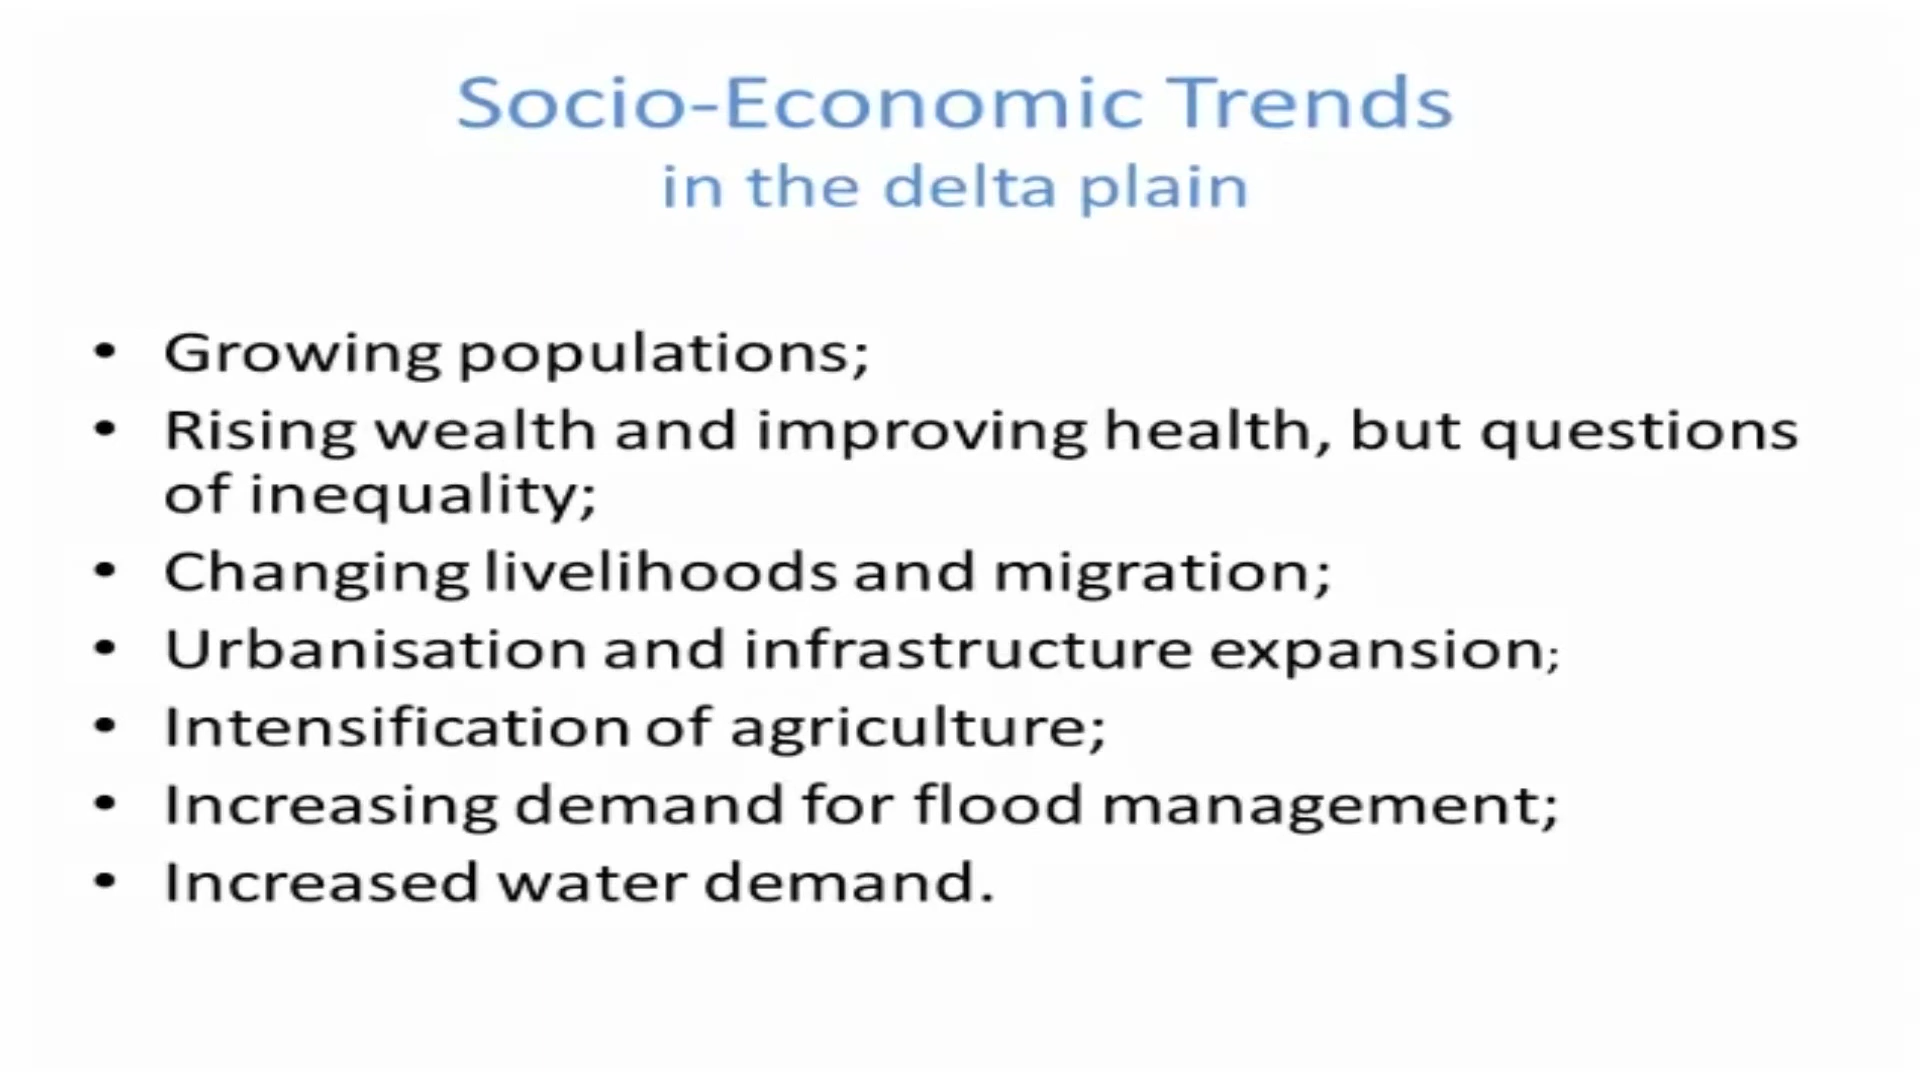 Socio-Economic Trends
in the delta plain
• Growing populations;
• Rising wealth and improving health, but questions
of inequality;
• Changing livelihoods and migration;
• Urbanisation and infrastructure expansion;
• Intensification of agriculture;
• Increasing demand for flood management;
• Increased water demand.